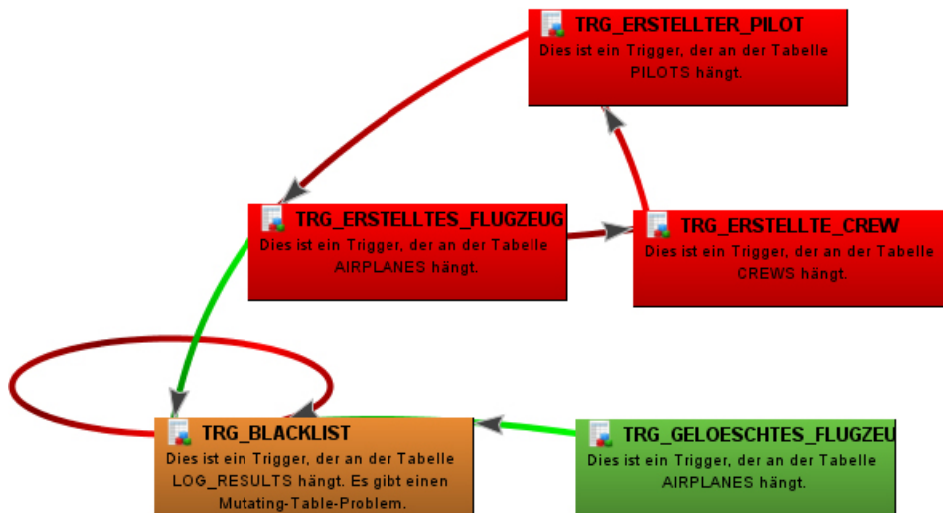 TRG_ERSTELLTER_PILOT
Dies ist ein Trigger, der an der Tabelle
PILOTS hängt.
TRG_ERSTELLTES_FLUGZEUG
Dies ist ein Trigger, der an der Tabelle
AIRPLANES hängt.
TRG_ERSTELLTE_CREW
Dies ist ein Trigger, der an der Tabelle
CREWS hängt.
TRG_BLACKLIST
Dies ist ein Trigger, der an der Tabelle
LOG_RESULTS hängt. Es gibt einen
Mutating-Table-Problem.
TRG_GELOESCHTES_FLUGZEU
Dies ist ein Trigger, der an der Tabelle
AIRPLANES hängt.